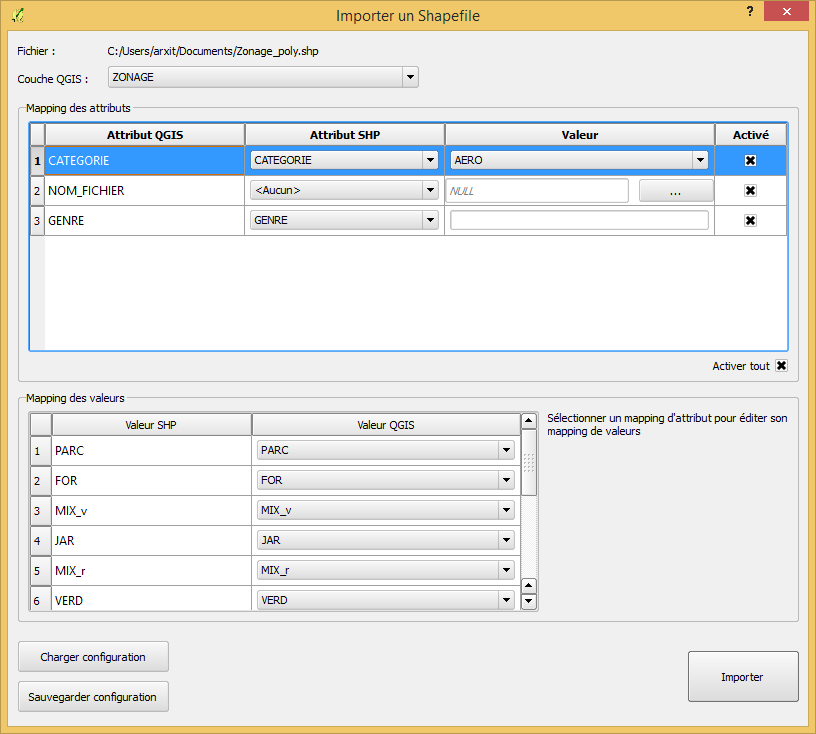 Importer un Shapefile
?
Fichier : C:/Users/arxit/Documents/Zonage_poly.shp
Couche QGIS : ZONAGE
Mapping des attributs
Attribut QGIS Attribut SHP Valeur Activé
1 CATEGORIE CATEGORIE AERO
2 NOM_FICHIER <Aucun> NULL ...
3 GENRE GENRE
Activer tout
Mapping des valeurs
Valeur SHP Valeur QGIS
1 PARC PARC
2 FOR FOR
3 MIX_v MIX_v
4 JAR JAR
5 MIX_r MIX_r
6 VERD VERD
Sélectionner un mapping d'attribut pour éditer son
mapping de valeurs
Charger configuration
Sauvegarder configuration
Importer